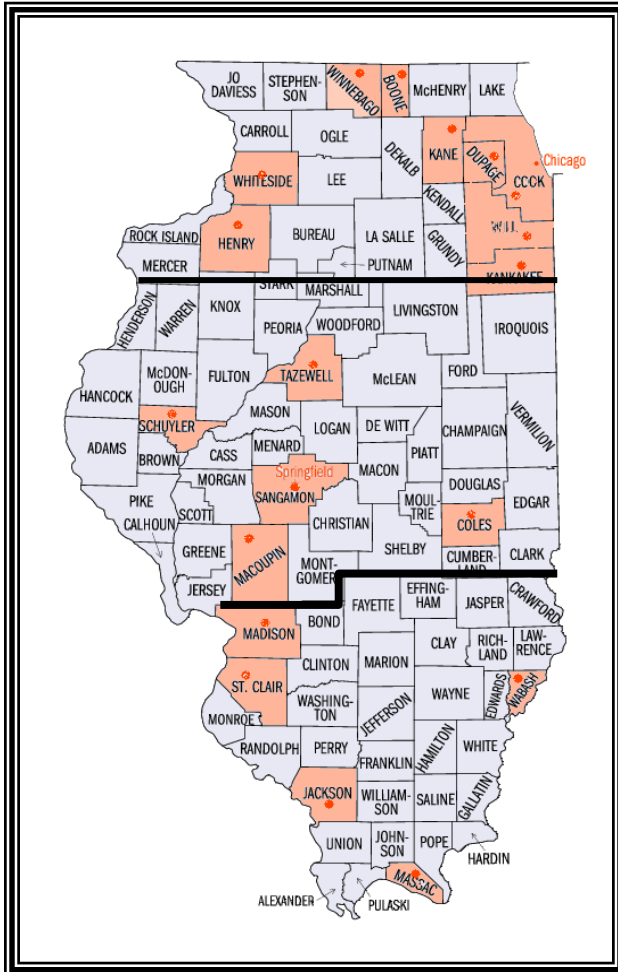 JO
DAVIESS
STEPHEN-
SON
WINNEBAGO
BOONE
McHENRY
LAKE
CARROLL
OGLE
DEKALB
KANE
DUPAGE
CCCK
Chicago
WHITESIDE
LEE
KENDALL
WILL
ROCK ISLAND
HENRY
BUREAU
LA SALLE
GRUNDY
MERCER
PUTNAM
KANKAKEE
STARK
MARSHALL
HENDERSON
WARREN
KNOX
PEORIA
WOODFORD
LIVINGSTON
IROQUOIS
HANCOCK
McDON-
OUGH
FULTON
TAZEWELL
McLEAN
FORD
SCHUYLER
MASON
LOGAN
DE WITT
CHAMPAIGN
VERMILION
ADAMS
BROWN
CASS
MENARD
PIATT
MACON
MORGAN
Springfield
SANGAMON
DOUGLAS
PIKE
CALHOUN
SCOTT
CHRISTIAN
MOUL-
TRIE
COLES
EDGAR
GREENE
MACOUPIN
MONT-
GOMERY
SHELBY
CUMBER-
LAND
CLARK
JERSEY
FAYETTE
EFFING-
HAM
JASPER
CRAWFORD
MADISON
BOND
CLAY
RICH-
LAND
LAW-
RENCE
CLINTON
MARION
ST. CLAIR
WAYNE
EDWARDS
WABASH
MONROE
WASHING-
TON
JEFFERSON
RANDOLPH
PERRY
HAMILTON
WHITE
FRANKLIN
JACKSON
WILLIAM-
SON
SALINE
GALLATIN
UNION
JOHN-
SON
POPE
HARDIN
MASSAC
ALEXANDER
PULASKI